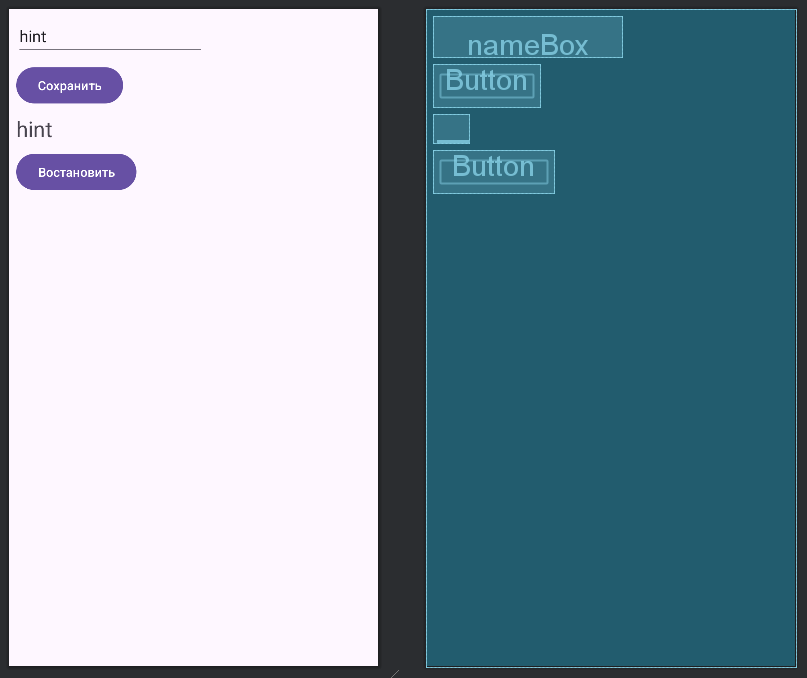 hint
Сохранить
hint
Востановить
nameBox
Button
Button